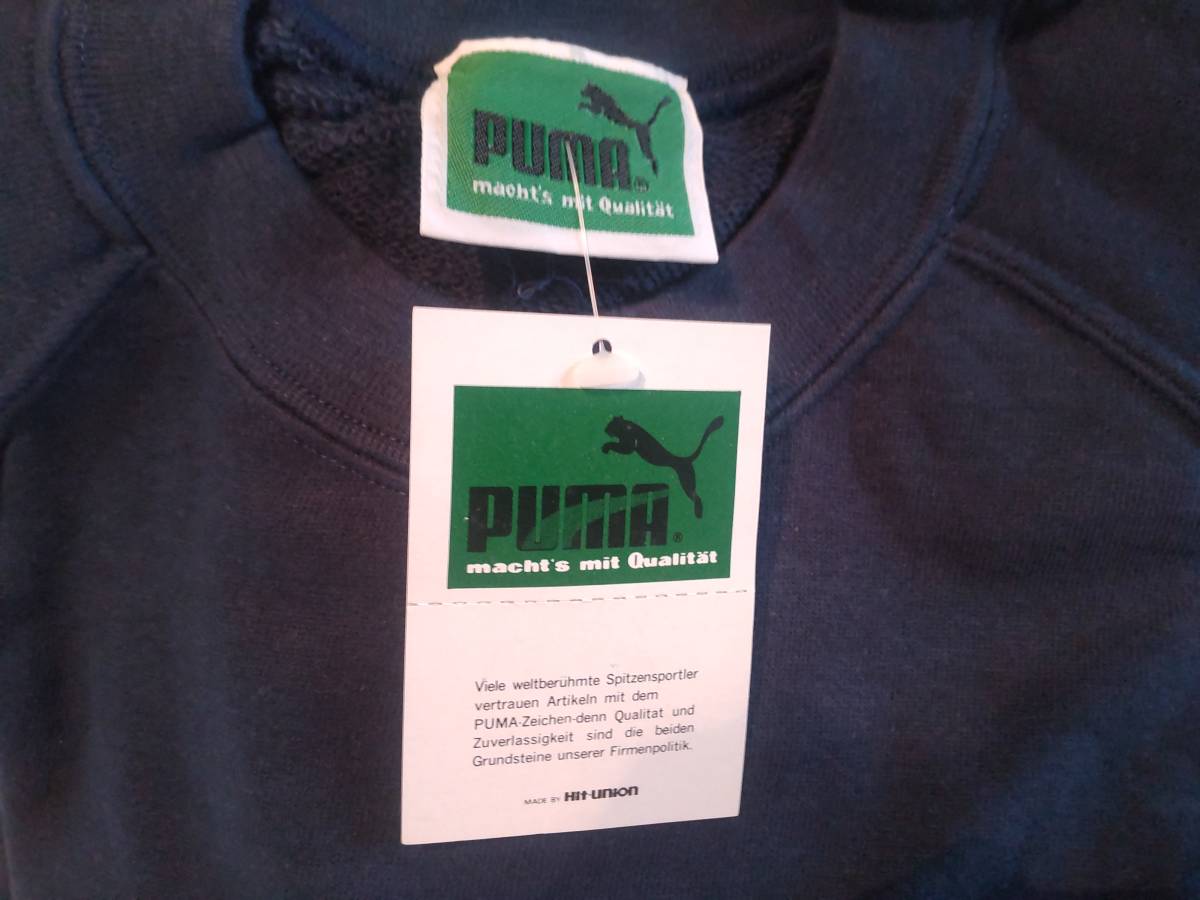 PUMA®
macht's mit Qualität
PUMA®
macht's mit Qualität
Viele weltberühmte Spitzensportler
vertrauen Artikeln mit dem
PUMA-Zeichen-denn Qualitat und
Zuverlassigkeit sind die beiden
Grundsteine unserer Firmenpolitik.
MADE BY Hit-union